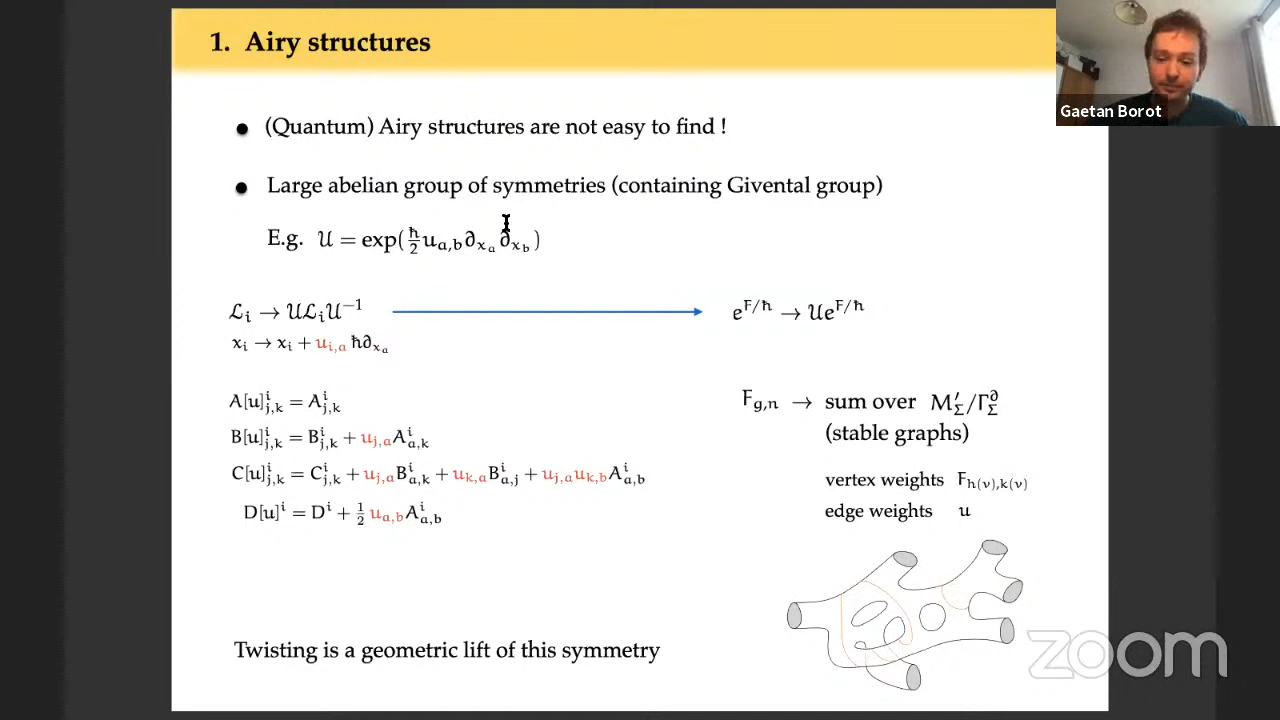 1. Airy structures
Gaetan Borot
• (Quantum) Airy structures are not easy to find !
• Large abelian group of symmetries (containing Givental group)
E.g. 𝒰 = exp(ℏ/2 u_{a,b}∂_{x_a}∂_{x_b})
ℒ_i → 𝒰ℒ_i𝒰^{-1}
e^{F/ℏ} → 𝒰e^{F/ℏ}
x_i → x_i + u_{i,a} ℏ∂_{x_a}
A[u]^i_{j,k} = A^i_{j,k}
B[u]^i_{j,k} = B^i_{j,k} + u_{j,a}A^i_{a,k}
C[u]^i_{j,k} = C^i_{j,k} + u_{j,a}B^i_{a,k} + u_{k,a}B^i_{a,j} + u_{j,a}u_{k,b}A^i_{a,b}
D[u]^i = D^i + 1/2 u_{a,b}A^i_{a,b}
F_{g,n} → sum over M′_Σ/Γ^∂_Σ
(stable graphs)
vertex weights F_{h(v),k(v)}
edge weights u
Twisting is a geometric lift of this symmetry
zoom